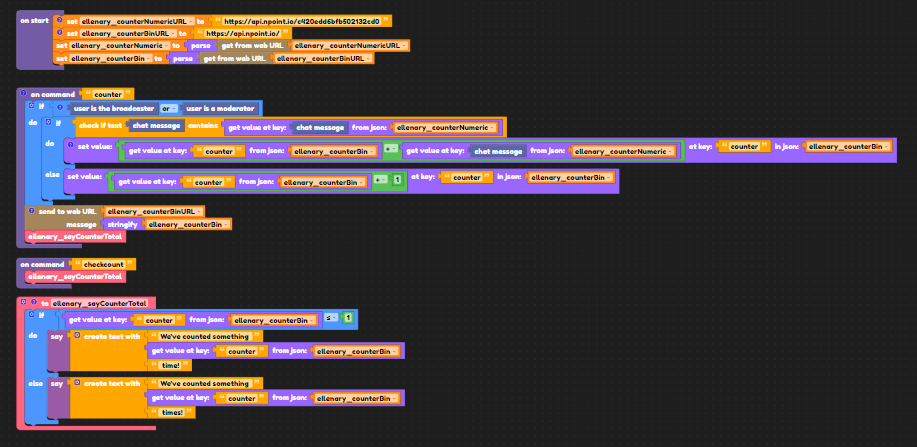 on start
set ellenary_counterNumericURL to “ https://api.npoint.io/c420edd6bfb502132cd0 ”
set ellenary_counterBinURL to “ https://api.npoint.io/ ”
set ellenary_counterNumeric to parse get from web URL ellenary_counterNumericURL
set ellenary_counterBin to parse get from web URL ellenary_counterBinURL
on command “ counter ”
if user is the broadcaster or user is a moderator
do if check if text chat message contains get value at key: chat message from json: ellenary_counterNumeric
do set value: get value at key: “ counter ” from json: ellenary_counterBin + get value at key: chat message from json: ellenary_counterNumeric at key: “ counter ” in json: ellenary_counterBin
else set value: get value at key: “ counter ” from json: ellenary_counterBin + 1 at key: “ counter ” in json: ellenary_counterBin
send to web URL ellenary_counterBinURL
message stringify ellenary_counterBin
ellenary_sayCounterTotal
on command “ checkcount ”
ellenary_sayCounterTotal
to ellenary_sayCounterTotal
if get value at key: “ counter ” from json: ellenary_counterBin ≤ 1
do say create text with “ We've counted something ”
get value at key: “ counter ” from json: ellenary_counterBin
“ time! ”
else say create text with “ We've counted something ”
get value at key: “ counter ” from json: ellenary_counterBin
“ times! ”